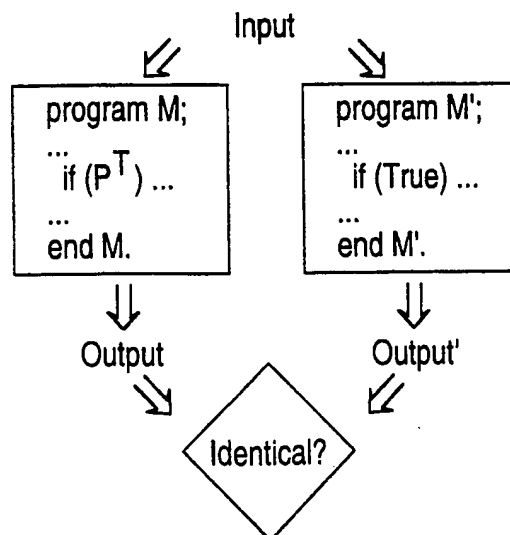 Input
program M;
...
if (P^T) ...
...
end M.
program M';
...
if (True) ...
...
end M'.
Output
Output'
Identical?